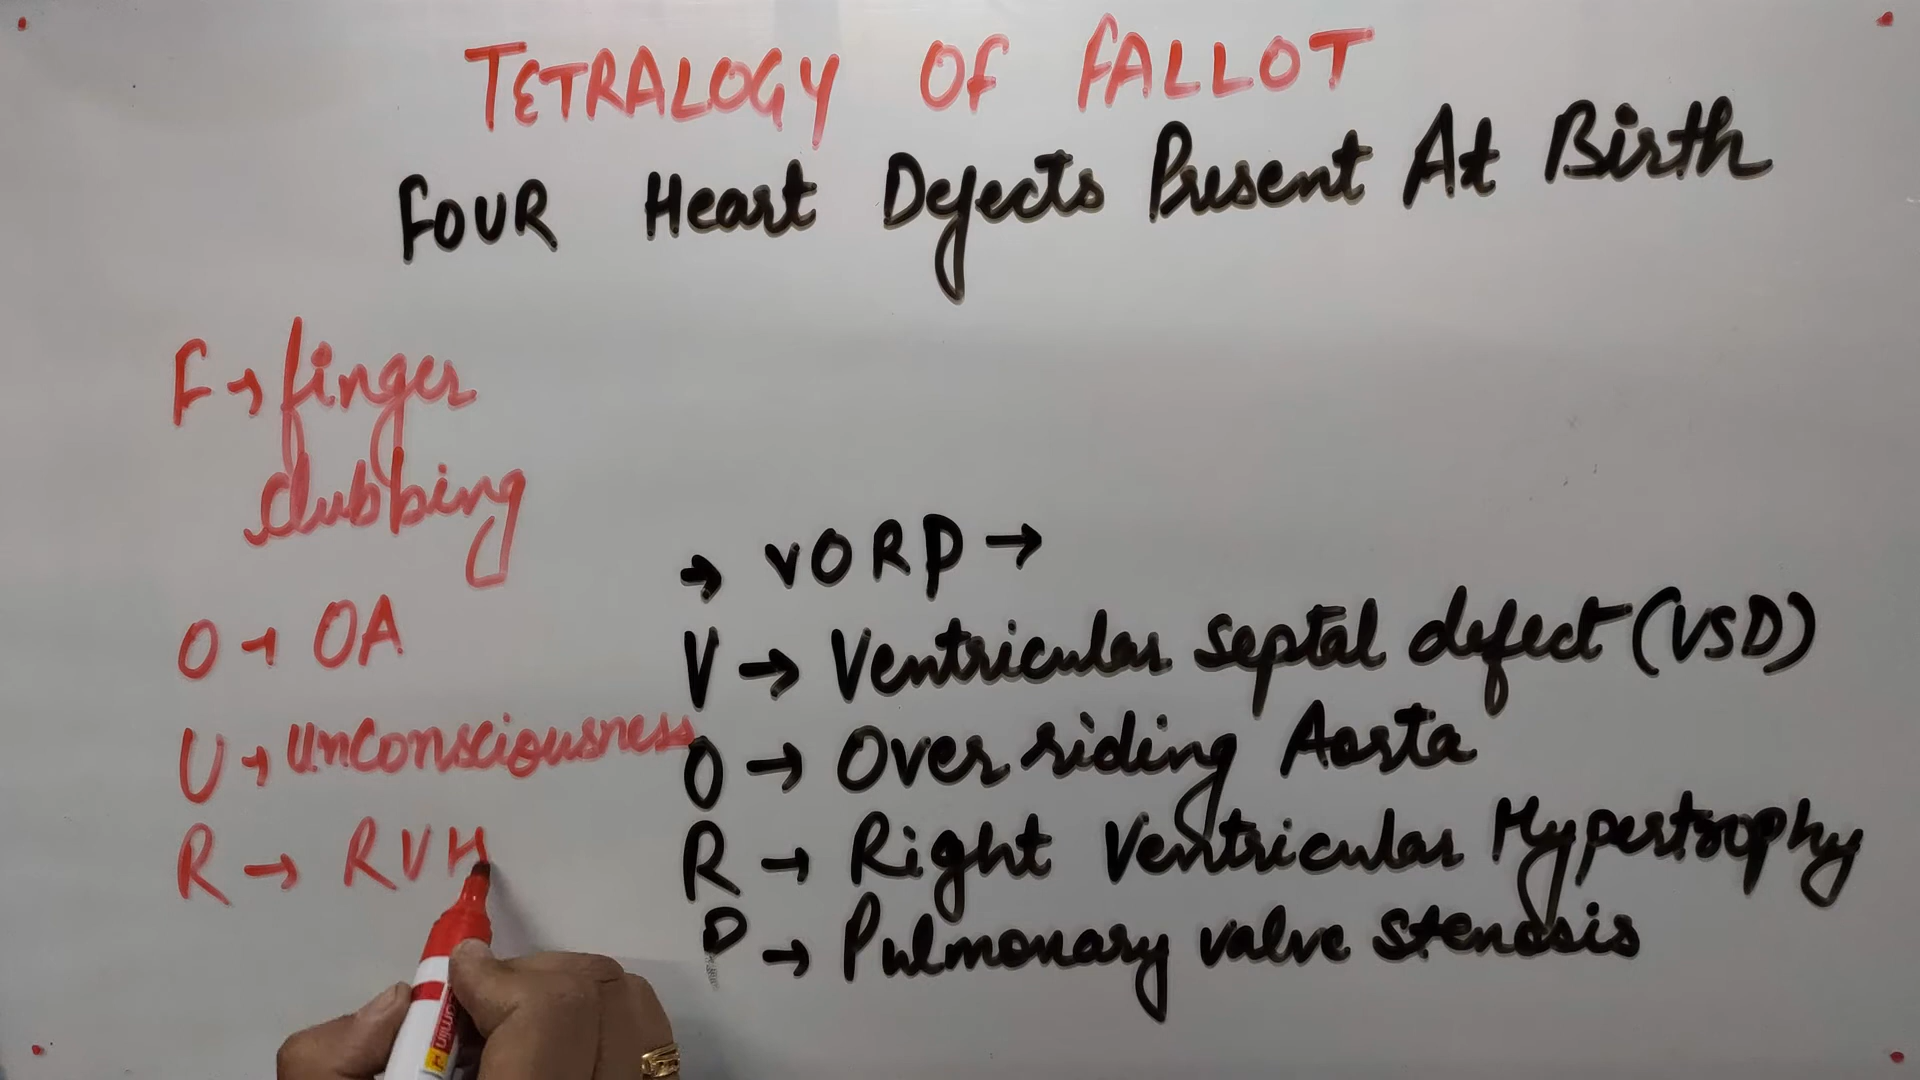 TETRALOGY OF FALLOT
FOUR Heart Defects Present At Birth
F → finger
clubbing
O → OA
U → Unconsciousness
R → RVH
→ VORP →
V → Ventricular septal defect (VSD)
O → Over riding Aorta
R → Right Ventricular Hypertrophy
P → Pulmonary valve stenosis